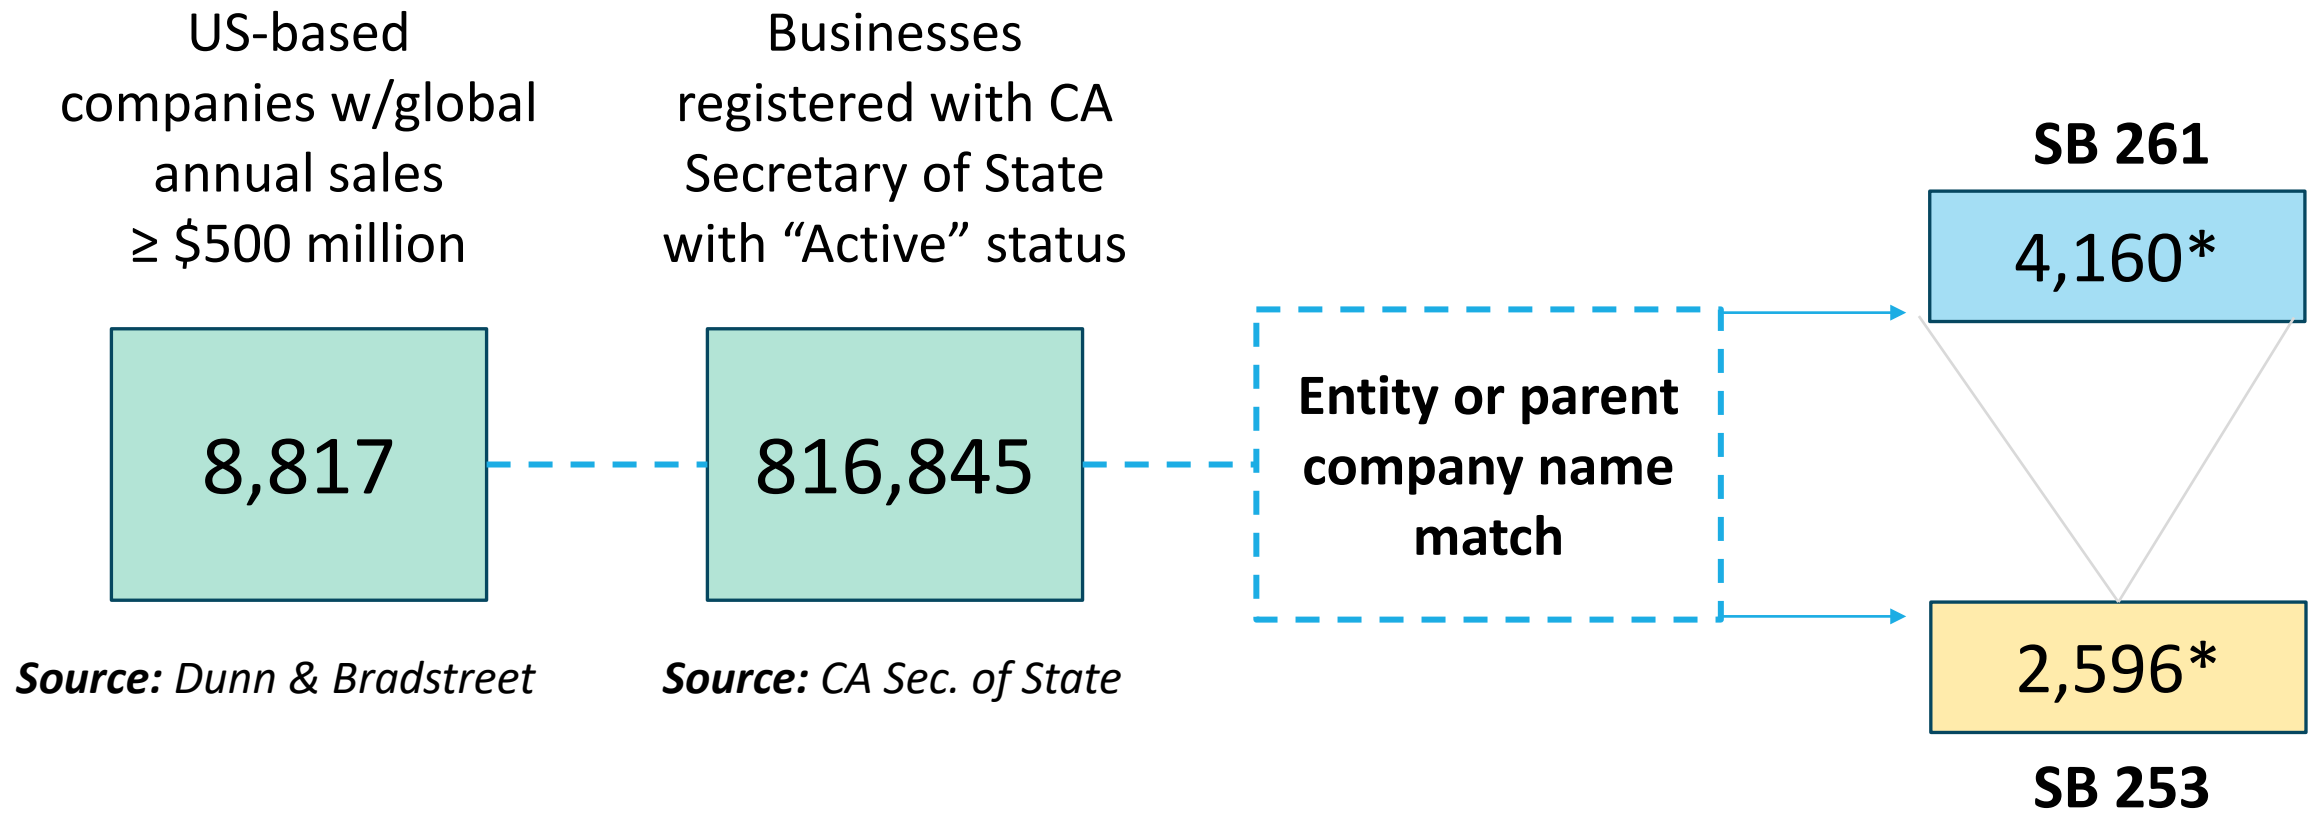 US-based
companies w/global
annual sales
≥ $500 million
8,817
Source: Dunn & Bradstreet
Businesses
registered with CA
Secretary of State
with “Active” status
816,845
Source: CA Sec. of State
Entity or parent
company name
match
SB 261
4,160*
2,596*
SB 253